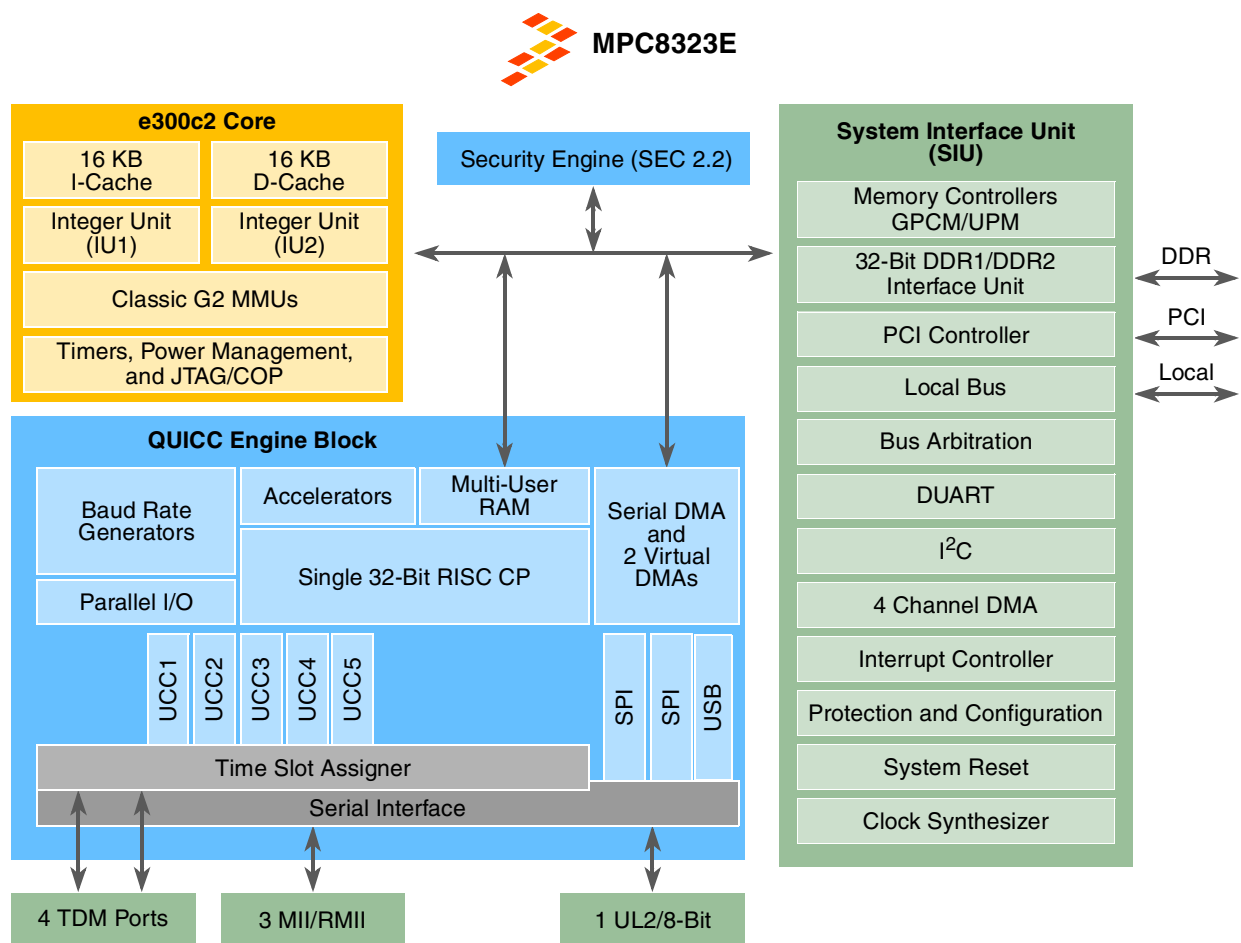 MPC8323E
e300c2 Core
16 KB
I-Cache
16 KB
D-Cache
Integer Unit
(IU1)
Integer Unit
(IU2)
Classic G2 MMUs
Timers, Power Management,
and JTAG/COP
Security Engine (SEC 2.2)
System Interface Unit
(SIU)
Memory Controllers
GPCM/UPM
32-Bit DDR1/DDR2
Interface Unit
PCI Controller
Local Bus
Bus Arbitration
DUART
I²C
4 Channel DMA
Interrupt Controller
Protection and Configuration
System Reset
Clock Synthesizer
DDR
PCI
Local
QUICC Engine Block
Baud Rate
Generators
Accelerators
Multi-User
RAM
Serial DMA
and
2 Virtual
DMAs
Single 32-Bit RISC CP
Parallel I/O
UCC1
UCC2
UCC3
UCC4
UCC5
SPI
SPI
USB
Time Slot Assigner
Serial Interface
4 TDM Ports
3 MII/RMII
1 UL2/8-Bit